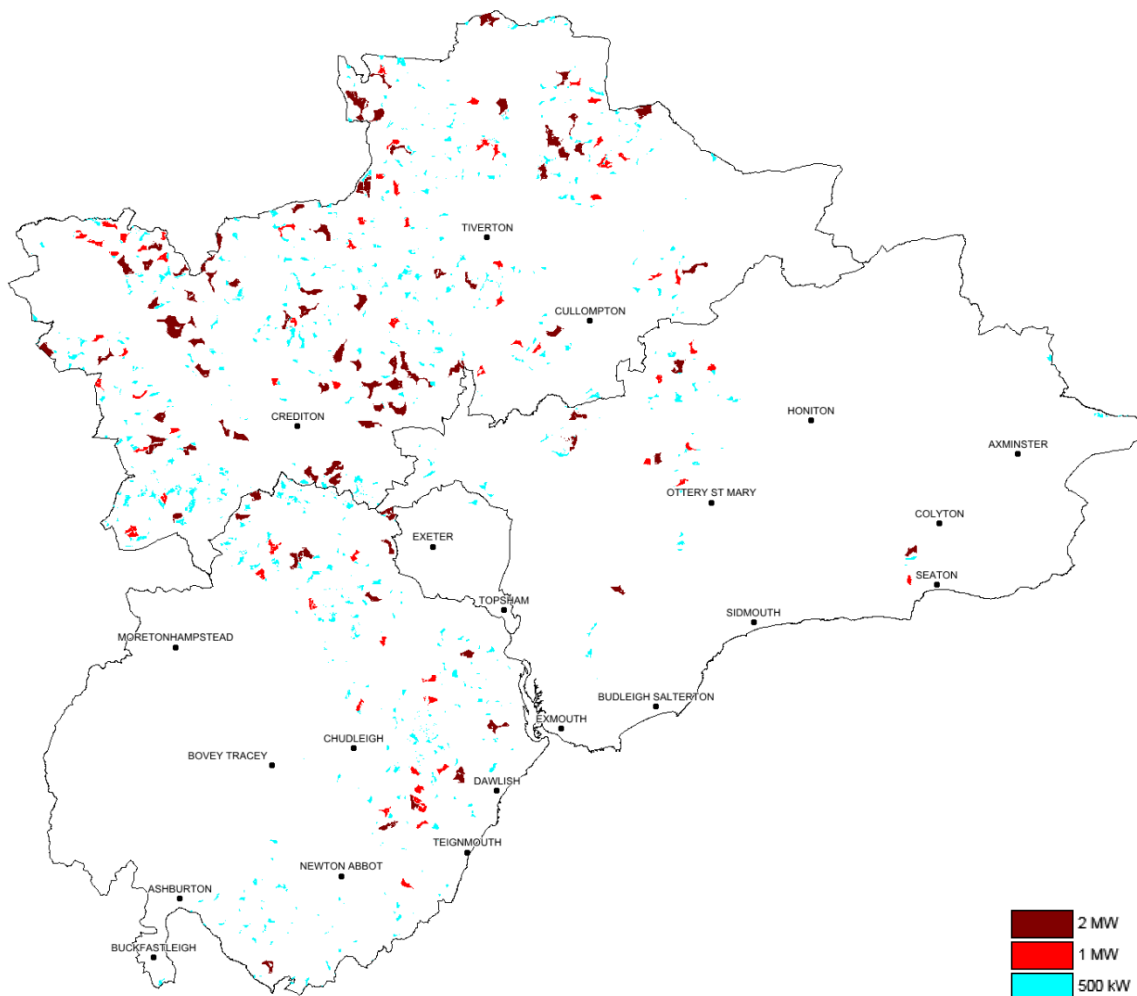 TIVERTON
CULLOMPTON
CREDITON
HONITON
AXMINSTER
OTTERY ST MARY
COLYTON
EXETER
SEATON
TOPSHAM
SIDMOUTH
MORETONHAMPSTEAD
BUDLEIGH SALTERTON
EXMOUTH
CHUDLEIGH
BOVEY TRACEY
DAWLISH
TEIGNMOUTH
NEWTON ABBOT
ASHBURTON
BUCKFASTLEIGH
2 MW
1 MW
500 kW